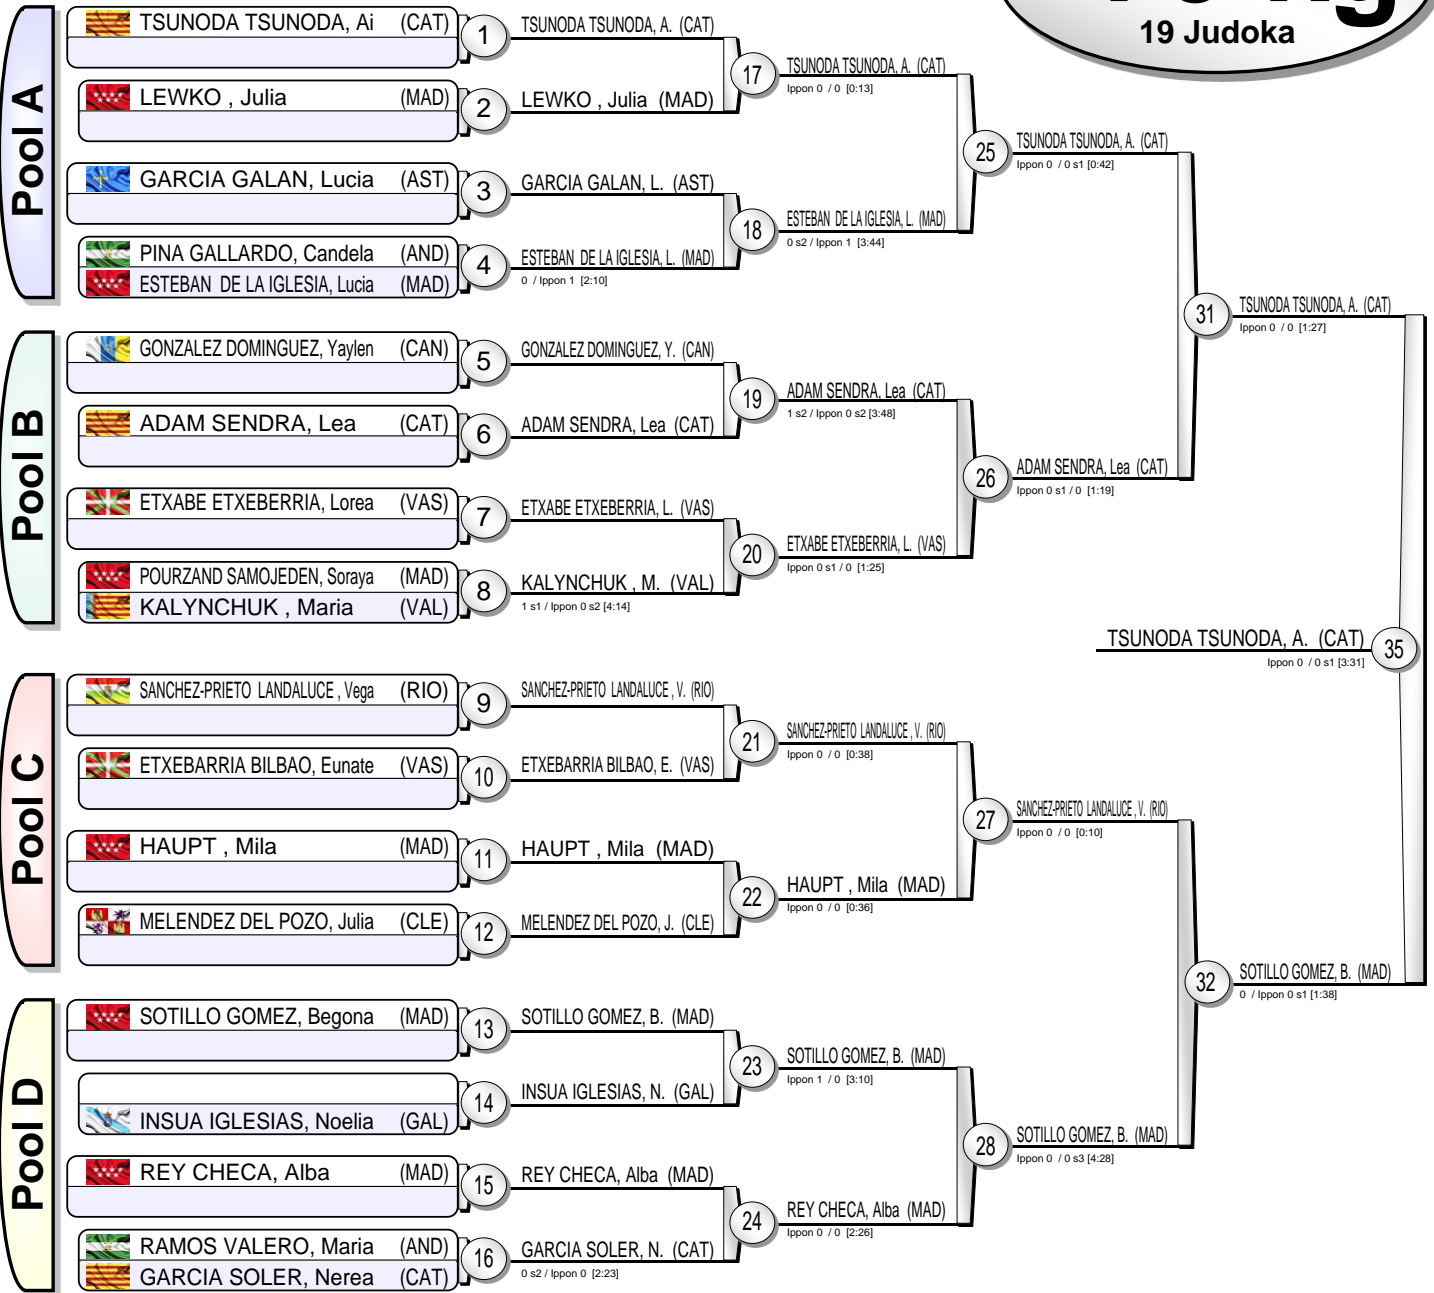 19 Judoka
Pool A
TSUNODA TSUNODA, Ai (CAT)
1
LEWKO , Julia (MAD)
2
GARCIA GALAN, Lucia (AST)
3
PINA GALLARDO, Candela (AND)
ESTEBAN DE LA IGLESIA, Lucia (MAD)
4
Pool B
GONZALEZ DOMINGUEZ, Yaylen (CAN)
5
ADAM SENDRA, Lea (CAT)
6
ETXABE ETXEBERRIA, Lorea (VAS)
7
POURZAND SAMOJEDEN, Soraya (MAD)
KALYNCHUK , Maria (VAL)
8
Pool C
SANCHEZ-PRIETO LANDALUCE , Vega (RIO)
9
ETXEBARRIA BILBAO, Eunate (VAS)
10
HAUPT , Mila (MAD)
11
MELENDEZ DEL POZO, Julia (CLE)
12
Pool D
SOTILLO GOMEZ, Begona (MAD)
13
INSUA IGLESIAS, Noelia (GAL)
14
REY CHECA, Alba (MAD)
15
RAMOS VALERO, Maria (AND)
GARCIA SOLER, Nerea (CAT)
16
TSUNODA TSUNODA, A. (CAT)
LEWKO , Julia (MAD)
17
GARCIA GALAN, L. (AST)
ESTEBAN DE LA IGLESIA, L. (MAD)
0 / Ippon 1 [2:10]
18
GONZALEZ DOMINGUEZ, Y. (CAN)
ADAM SENDRA, Lea (CAT)
19
ETXABE ETXEBERRIA, L. (VAS)
KALYNCHUK , M. (VAL)
1 s1 / Ippon 0 s2 [4:14]
20
SANCHEZ-PRIETO LANDALUCE , V. (RIO)
ETXEBARRIA BILBAO, E. (VAS)
21
HAUPT , Mila (MAD)
MELENDEZ DEL POZO, J. (CLE)
22
SOTILLO GOMEZ, B. (MAD)
INSUA IGLESIAS, N. (GAL)
23
REY CHECA, Alba (MAD)
GARCIA SOLER, N. (CAT)
0 s2 / Ippon 0 [2:23]
24
TSUNODA TSUNODA, A. (CAT)
Ippon 0 / 0 [0:13]
ESTEBAN DE LA IGLESIA, L. (MAD)
0 s2 / Ippon 1 [3:44]
25
ADAM SENDRA, Lea (CAT)
1 s2 / Ippon 0 s2 [3:48]
ETXABE ETXEBERRIA, L. (VAS)
Ippon 0 s1 / 0 [1:25]
26
SANCHEZ-PRIETO LANDALUCE , V. (RIO)
Ippon 0 / 0 [0:38]
HAUPT , Mila (MAD)
Ippon 0 / 0 [0:36]
27
SOTILLO GOMEZ, B. (MAD)
Ippon 1 / 0 [3:10]
REY CHECA, Alba (MAD)
Ippon 0 / 0 [2:26]
28
TSUNODA TSUNODA, A. (CAT)
Ippon 0 / 0 s1 [0:42]
ADAM SENDRA, Lea (CAT)
Ippon 0 s1 / 0 [1:19]
31
SANCHEZ-PRIETO LANDALUCE , V. (RIO)
Ippon 0 / 0 [0:10]
SOTILLO GOMEZ, B. (MAD)
Ippon 0 / 0 s3 [4:28]
32
TSUNODA TSUNODA, A. (CAT)
Ippon 0 / 0 [1:27]
SOTILLO GOMEZ, B. (MAD)
0 / Ippon 0 s1 [1:38]
TSUNODA TSUNODA, A. (CAT)
Ippon 0 / 0 s1 [3:31]
35